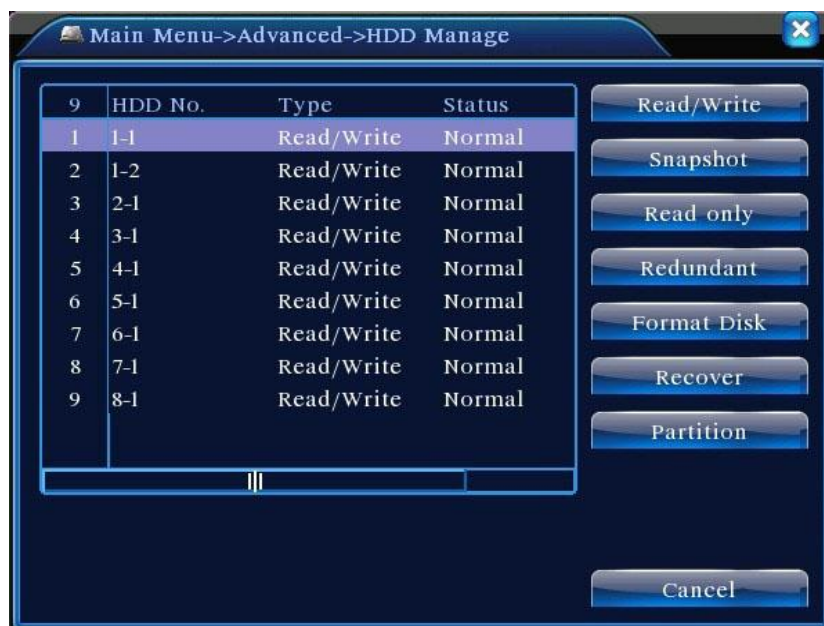 Main Menu->Advanced->HDD Manage
9 HDD No. Type Status
1 1-1 Read/Write Normal
2 1-2 Read/Write Normal
3 2-1 Read/Write Normal
4 3-1 Read/Write Normal
5 4-1 Read/Write Normal
6 5-1 Read/Write Normal
7 6-1 Read/Write Normal
8 7-1 Read/Write Normal
9 8-1 Read/Write Normal
Read/Write
Snapshot
Read only
Redundant
Format Disk
Recover
Partition
Cancel